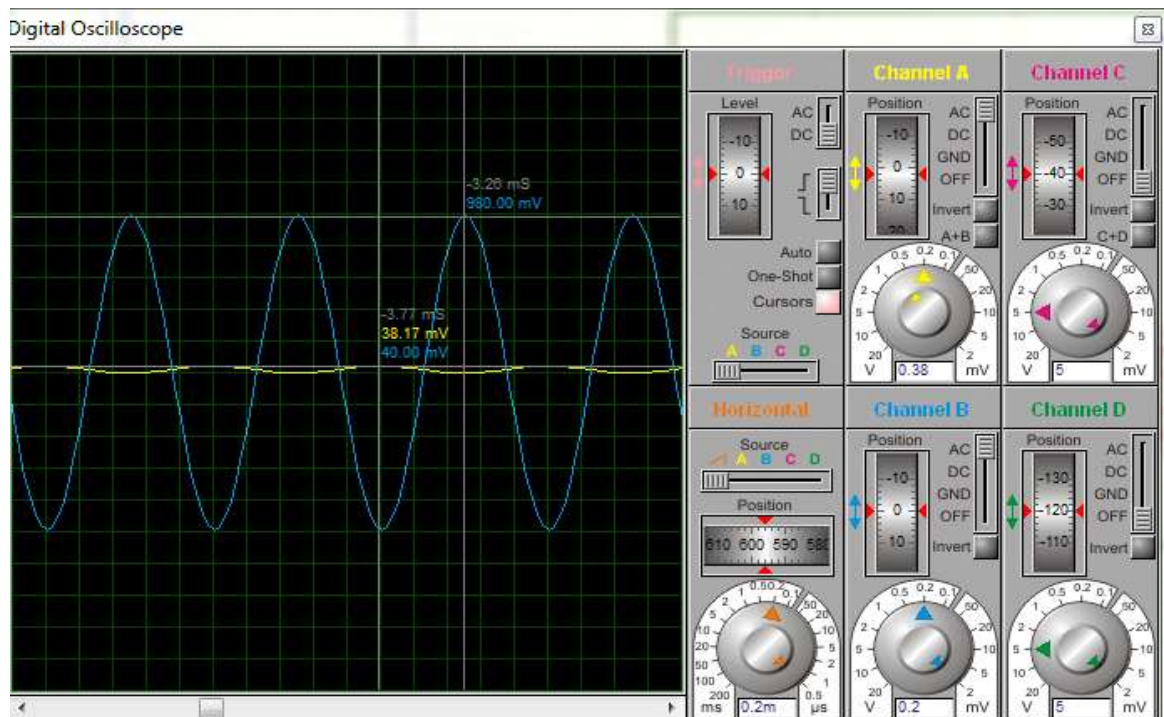 Digital Oscilloscope
-3.26 mS
980.00 mV
-3.77 mS
38.17 mV
40.00 mV
Trigger
Level
AC
DC
-10
0
10
Auto
One-Shot
Cursors
Source
A B C D
Channel A
Position
AC
DC
GND
OFF
-10
0
10
20
Invert
A+B
1 0.5 0.2 0.1 50
2 20
5 10
10 5
20 2
V 0.38 mV
Channel C
Position
AC
DC
GND
OFF
-50
-40
-30
Invert
C+D
1 0.5 0.2 0.1 50
2 20
5 10
10 5
20 2
V 5 mV
Horizontal
Source
A B C D
Position
610 600 590 580
1 0.5 0.2 0.1
2 50
5 20
10 10
20 5
50 2
100 1
200 0.5
ms 0.2m µs
Channel B
Position
AC
DC
GND
OFF
-10
0
10
Invert
1 0.5 0.2 0.1 50
2 20
5 10
10 5
20 2
V 0.2 mV
Channel D
Position
AC
DC
GND
OFF
-130
-120
-110
Invert
1 0.5 0.2 0.1 50
2 20
5 10
10 5
20 2
V 5 mV